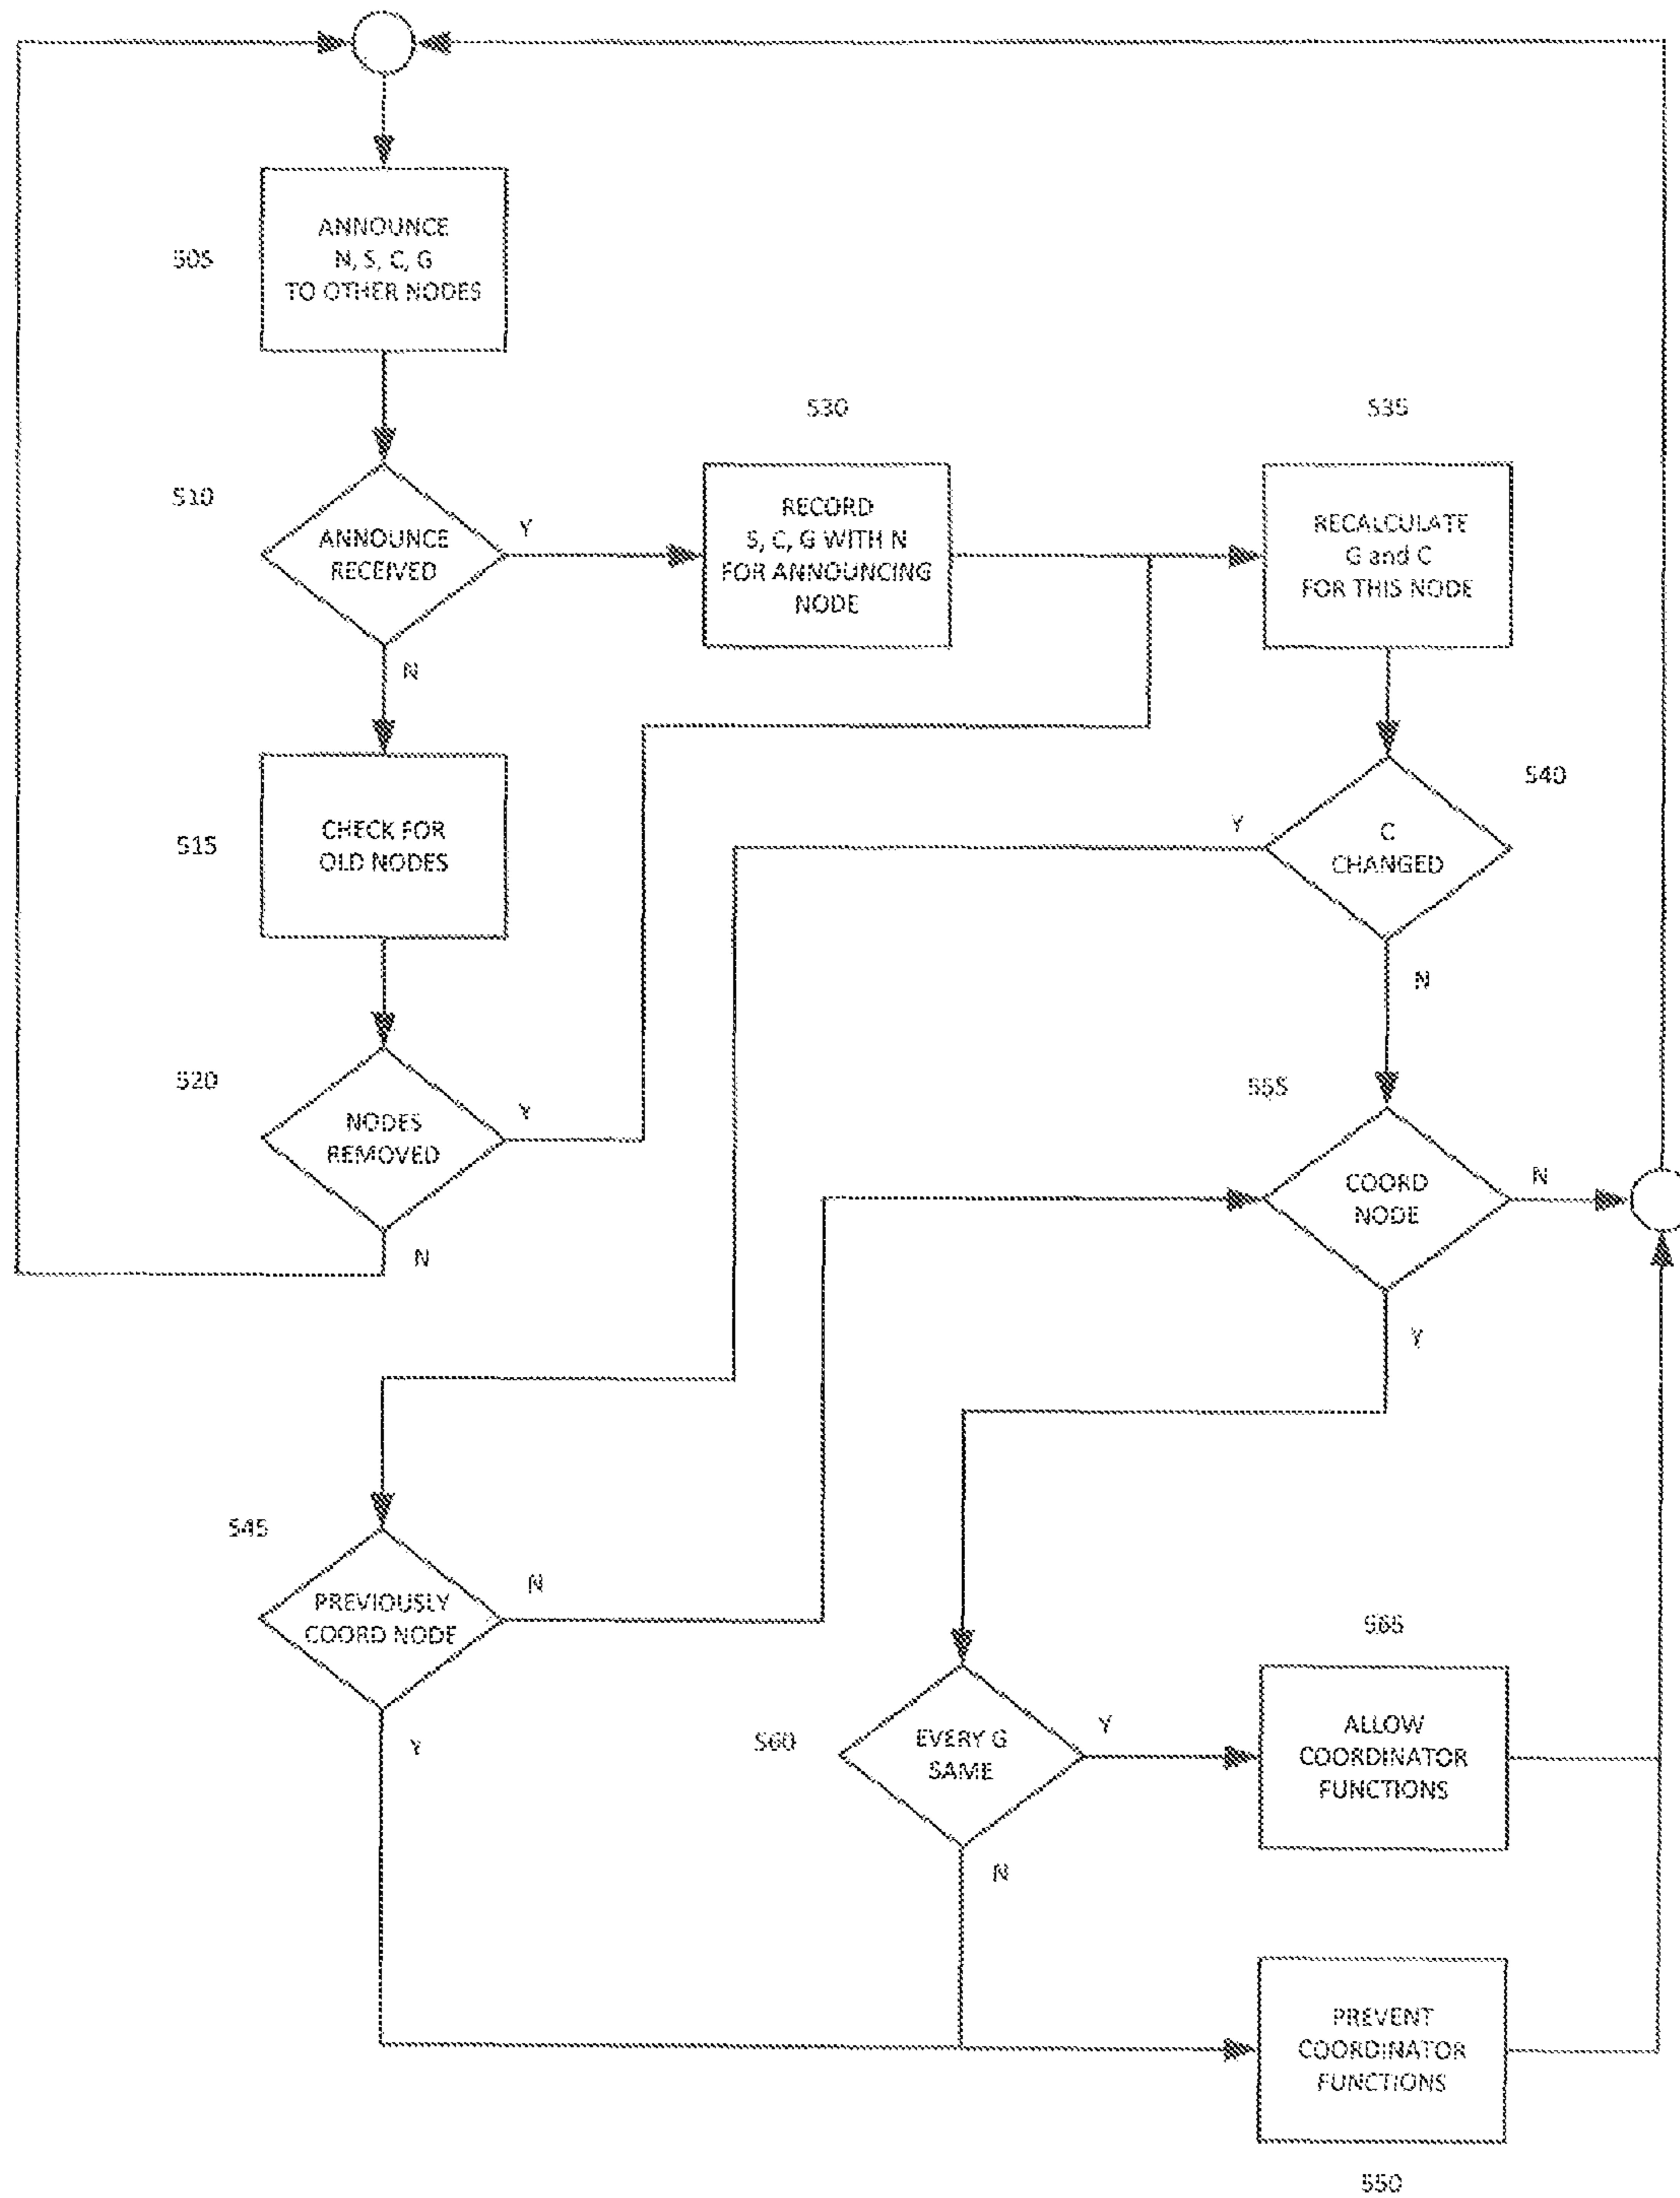 505
ANNOUNCE
N, S, C, G
TO OTHER NODES
530
535
510
ANNOUNCE
RECEIVED
Y
RECORD
S, C, G WITH N
FOR ANNOUNCING
NODE
RECALCULATE
G and C
FOR THIS NODE
N
540
515
CHECK FOR
OLD NODES
Y
C
CHANGED
N
520
NODES
REMOVED
Y
555
COORD
NODE
N
N
Y
545
PREVIOUSLY
COORD NODE
N
565
Y
560
EVERY G
SAME
Y
ALLOW
COORDINATOR
FUNCTIONS
N
PREVENT
COORDINATOR
FUNCTIONS
550